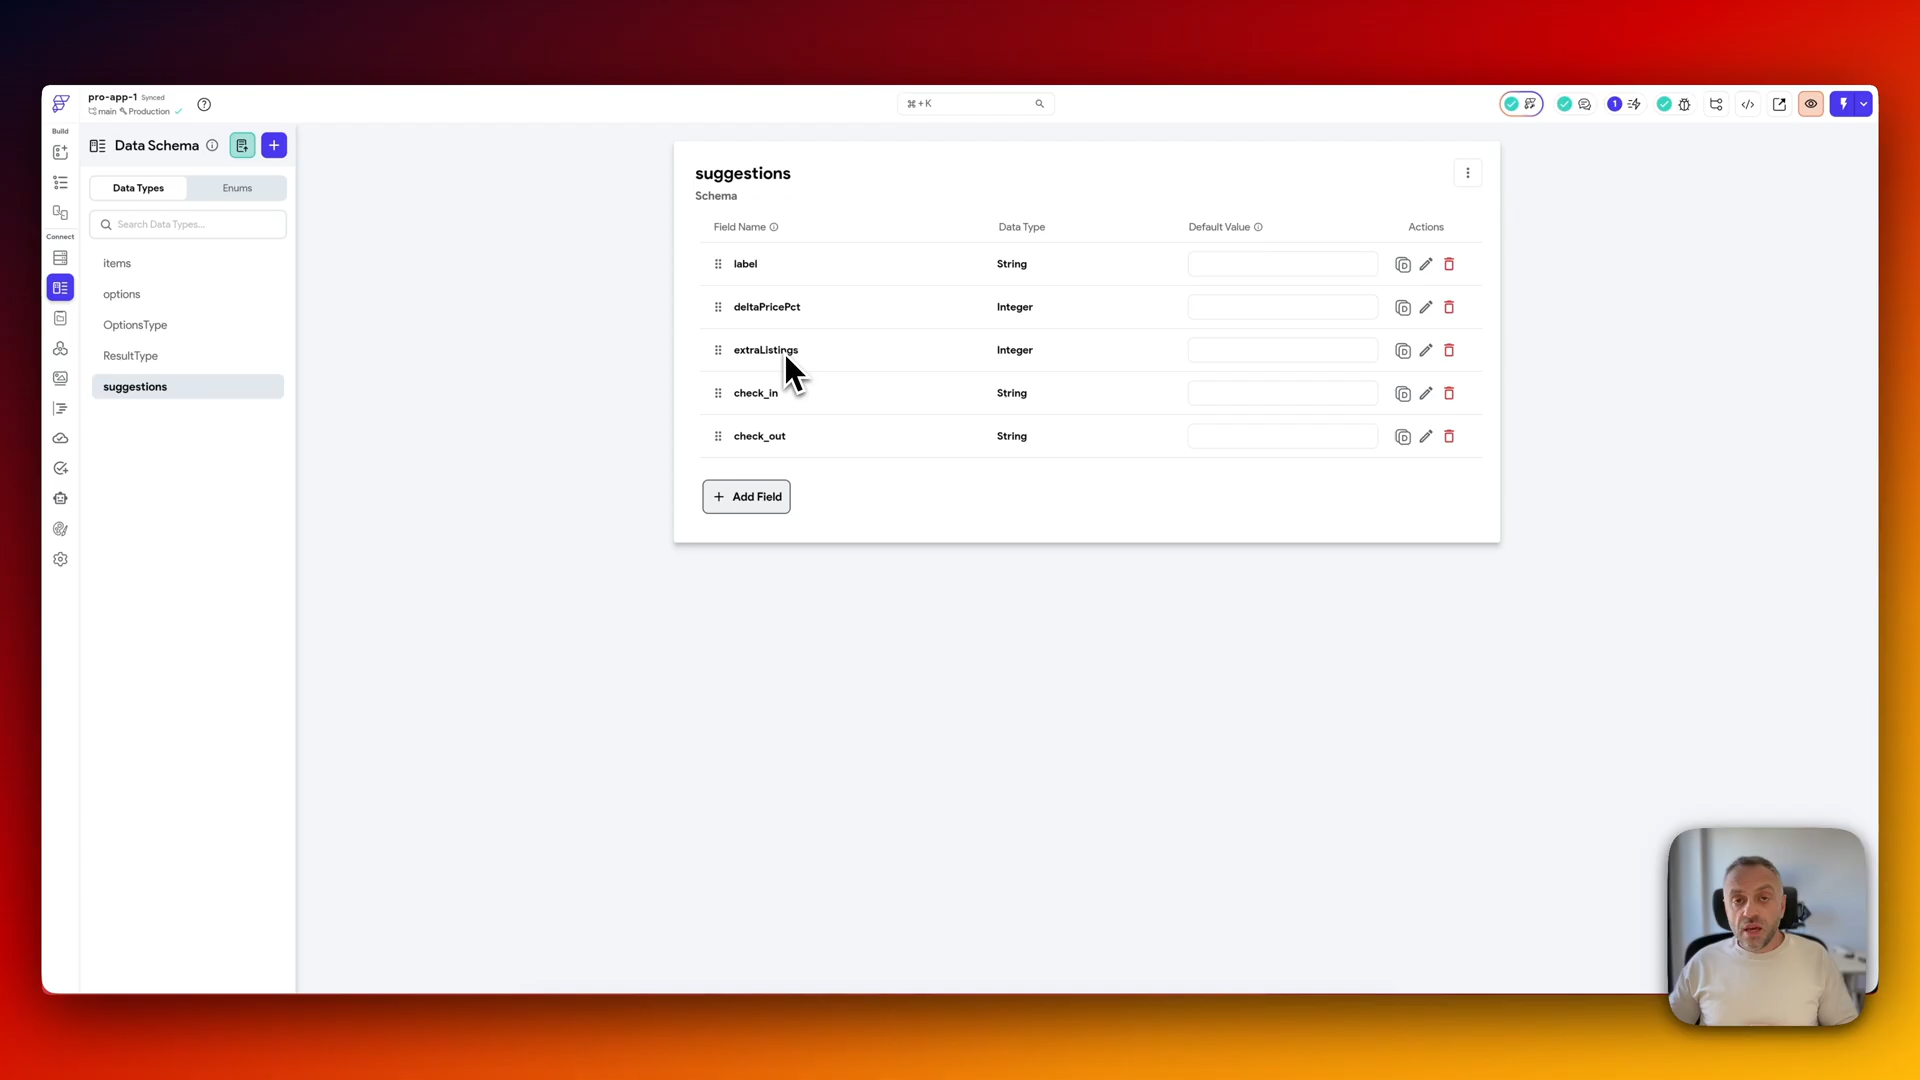 pro-app-1 Synced
main Production
⌘+K
1
Build
Connect
Data Schema
Data Types
Enums
Search Data Types...
items
options
OptionsType
ResultType
suggestions
suggestions
Schema
Field Name
Data Type
Default Value
Actions
label
String
deltaPricePct
Integer
extraListings
Integer
check_in
String
check_out
String
+ Add Field